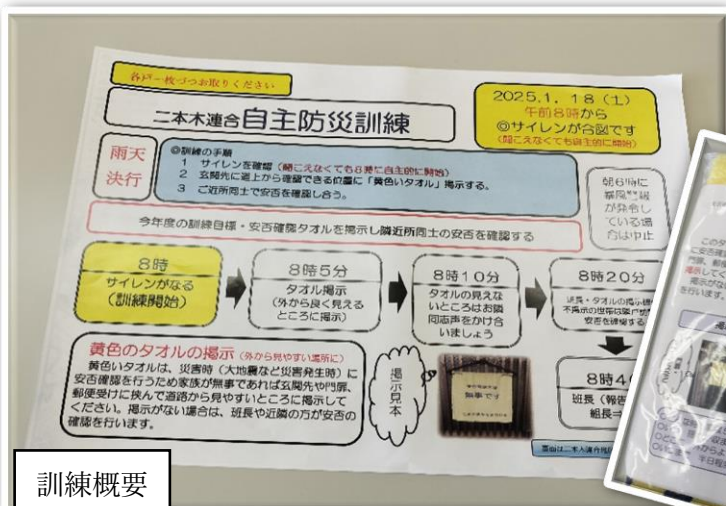 各戸一枚づつお取りください
二本木連合自主防災訓練
2025.1.18(土)
午前8時から
◎サイレンが合図です
(聞こえなくても自主的に開始)
雨天
決行
◎訓練の手順
1 サイレンを確認(聞こえなくても8時に自主的に開始)
2 玄関先に道上から確認できる位置に「黄色いタオル」掲示する。
3 ご近所同士で安否を確認し合う。
朝6時に
暴風警報
が発令し
ている場
合は中止
今年度の訓練目標・安否確認タオルを掲示し隣近所同士の安否を確認する
8時
サイレンがなる
(訓練開始)
8時5分
タオル掲示
(外から良く見える
ところに掲示)
8時10分
タオルの見えな
いところはお隣
同志声をかけ合
いましょう
8時20分
班長・タオルの掲示
不掲示の世帯は
安否を確認する
黄色のタオルの掲示(外から見やすい場所に)
黄色いタオルは、災害時(大地震など災害発生時)に
安否確認を行うため家族が無事であれば玄関先や門扉、
郵便受けに挟んで道路から見やすいところに掲示して
ください。掲示がない場合は、班長や近隣の方が安否の
確認を行います。
掲示見本
無事です
8時4
班長(報告
組長⇒
訓練概要